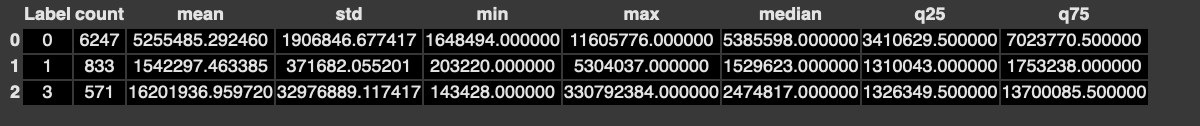 Label count mean std min max median q25 q75
0 0 6247 5255485.292460 1906846.677417 1648494.000000 11605776.000000 5385598.000000 3410629.500000 7023770.500000
1 1 833 1542297.463385 371682.055201 203220.000000 5304037.000000 1529623.000000 1310043.000000 1753238.000000
2 3 571 16201936.959720 32976889.117417 143428.000000 330792384.000000 2474817.000000 1326349.500000 13700085.500000